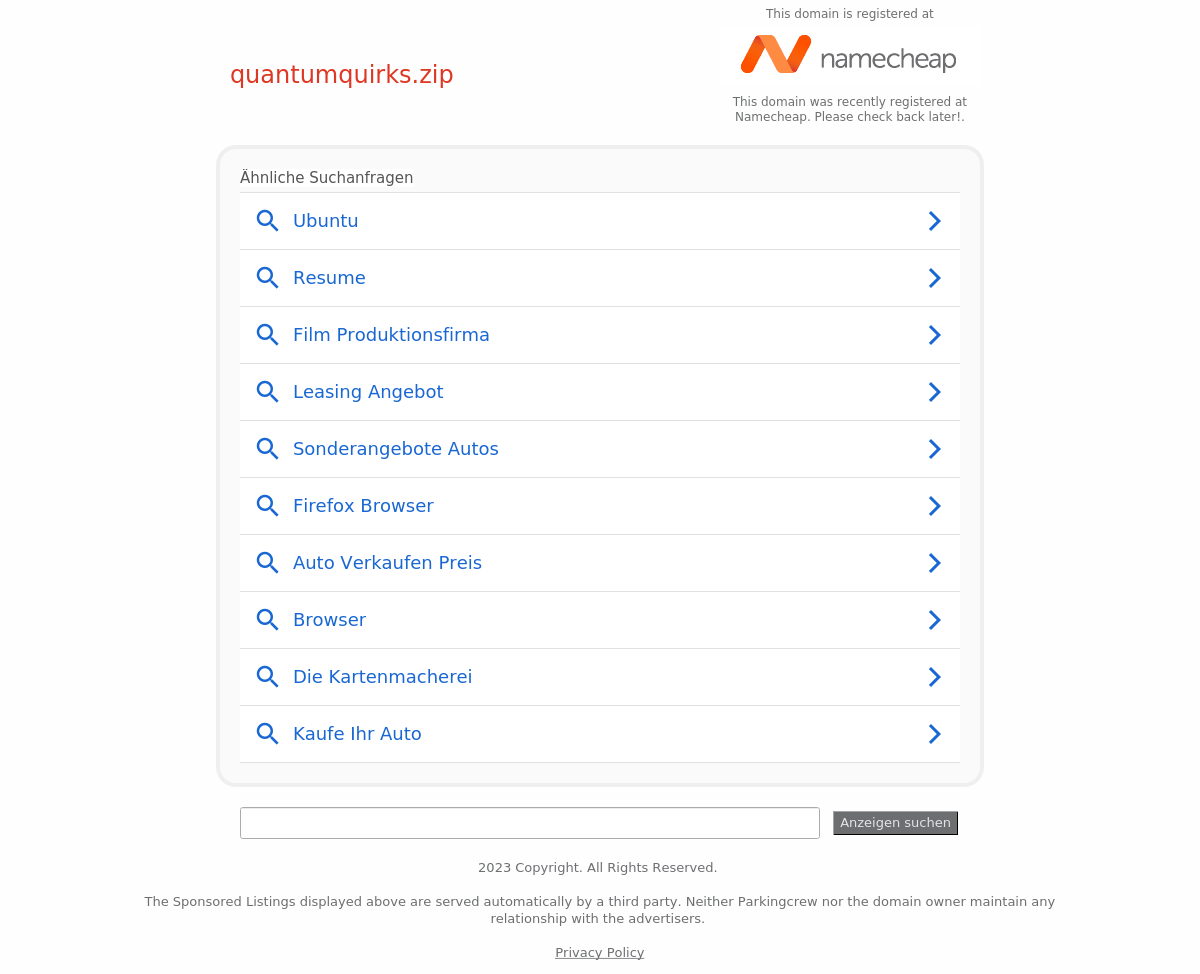 This domain is registered at
namecheap
quantumquirks.zip
This domain was recently registered at
Namecheap. Please check back later!.
Ähnliche Suchanfragen
Ubuntu
Resume
Film Produktionsfirma
Leasing Angebot
Sonderangebote Autos
Firefox Browser
Auto Verkaufen Preis
Browser
Die Kartenmacherei
Kaufe Ihr Auto
Anzeigen suchen
2023 Copyright. All Rights Reserved.
The Sponsored Listings displayed above are served automatically by a third party. Neither Parkingcrew nor the domain owner maintain any
relationship with the advertisers.
Privacy Policy